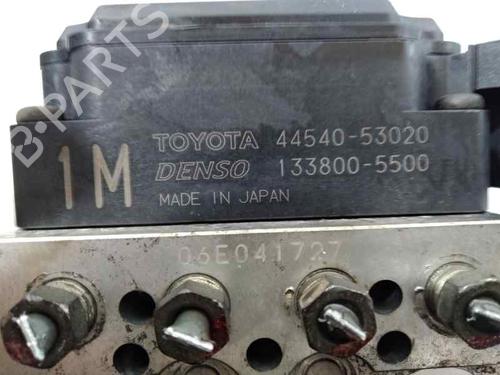 B-PARTS
1M
TOYOTA 44540-53020
DENSO 133800-5500
MADE IN JAPAN
06E041727